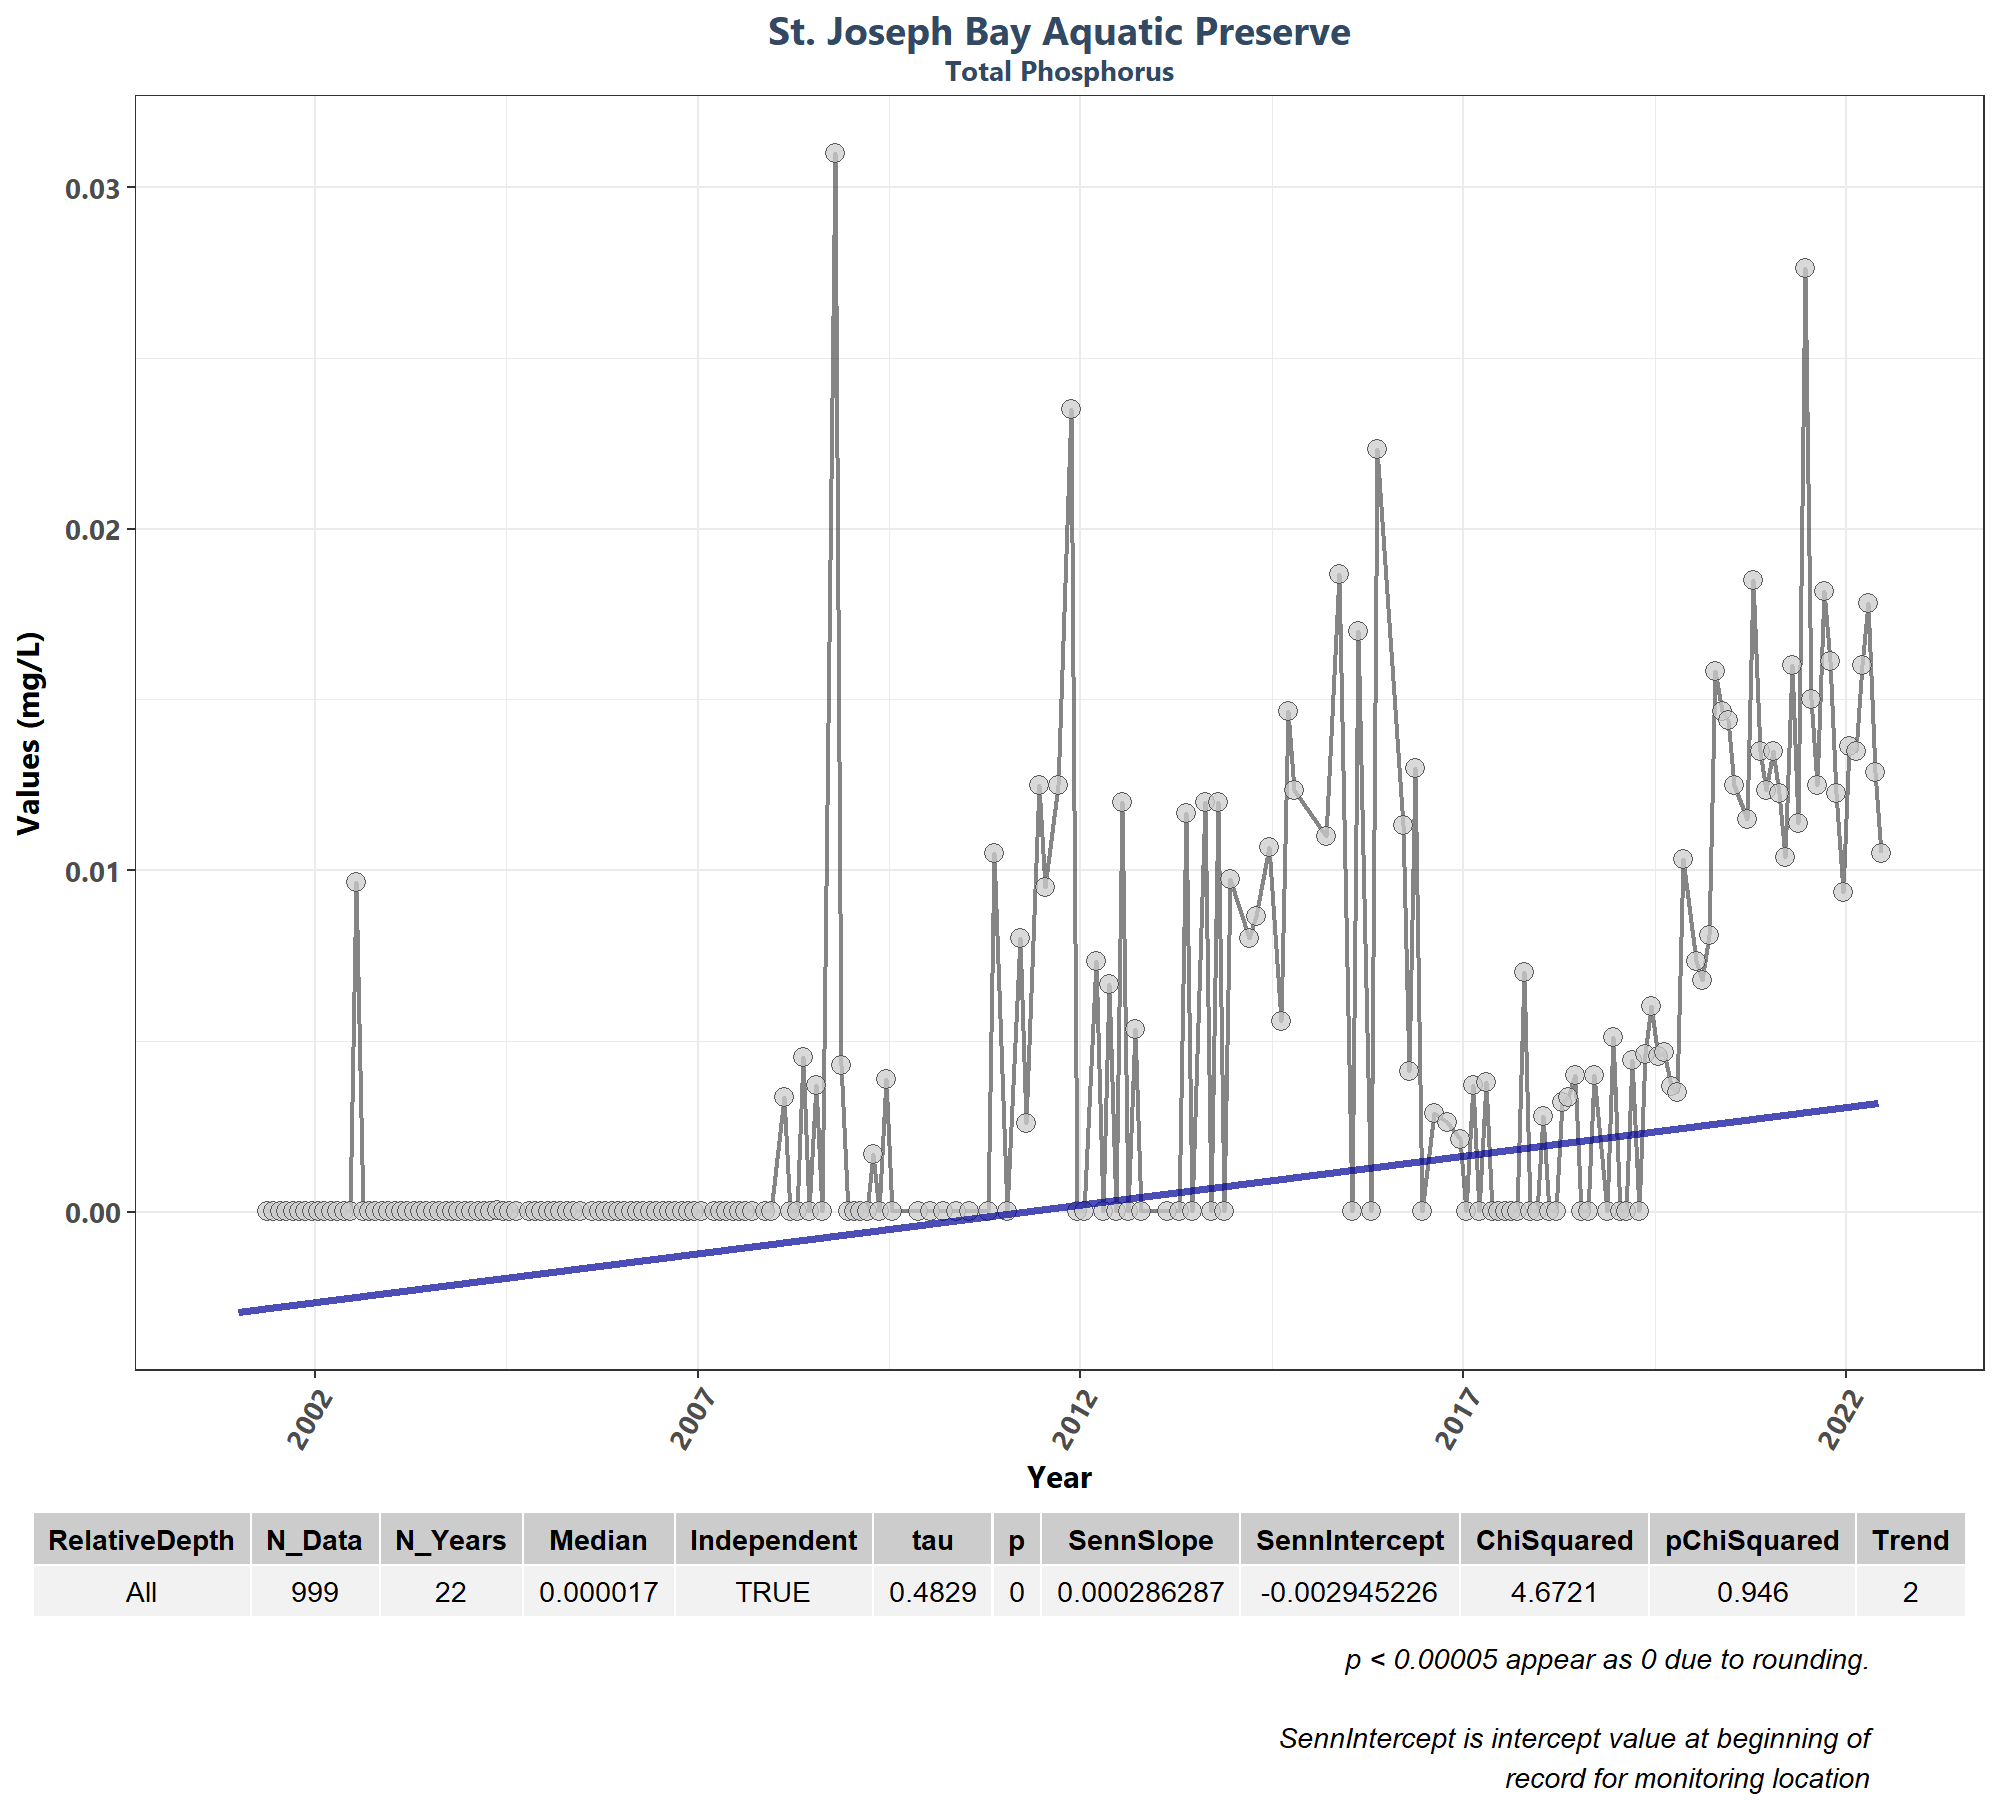 St. Joseph Bay Aquatic Preserve
Total Phosphorus
Values (mg/L)
0.03
0.02
0.01
0.00
2002 2007 2012 2017 2022
Year
RelativeDepth N_Data N_Years Median Independent tau p SennSlope SennIntercept ChiSquared pChiSquared Trend
All 999 22 0.000017 TRUE 0.4829 0 0.000286287 -0.002945226 4.6721 0.946 2
p < 0.00005 appear as 0 due to rounding.
SennIntercept is intercept value at beginning of
record for monitoring location